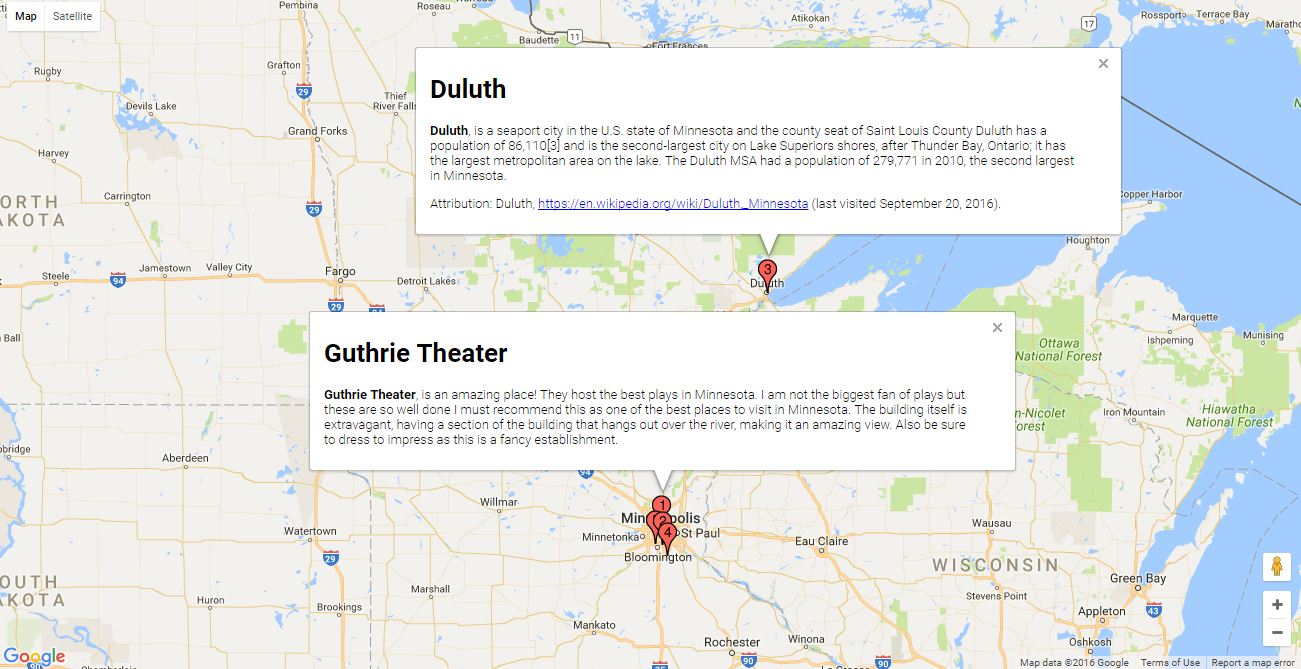 Map
Satellite
Pembina
Roseau
Baudette
11
Atikokan
17
Rossport
Terrace Bay
Marathon
Fort Frances
Rugby
Grafton
29
Devils Lake
Thief
River Falls
Grand Forks
Harvey
Carrington
29
NORTH
DAKOTA
Duluth
Duluth, is a seaport city in the U.S. state of Minnesota and the county seat of Saint Louis County Duluth has a
population of 86,110[3] and is the second-largest city on Lake Superiors shores, after Thunder Bay, Ontario; it has
the largest metropolitan area on the lake. The Duluth MSA had a population of 279,771 in 2010, the second largest
in Minnesota.
Attribution: Duluth, https://en.wikipedia.org/wiki/Duluth,_Minnesota (last visited September 20, 2016).
Copper Harbor
Houghton
Steele
94
Jamestown
Valley City
Fargo
29
94
Detroit Lakes
3
Duluth
Ball
Marquette
Ishpeming
Munising
Ottawa
National Forest
Guthrie Theater
Guthrie Theater, is an amazing place! They host the best plays in Minnesota. I am not the biggest fan of plays but
these are so well done I must recommend this as one of the best places to visit in Minnesota. The building itself is
extravagant, having a section of the building that hangs out over the river, making it an amazing view. Also be sure
to dress to impress as this is a fancy establishment.
n-Nicolet
Forest
Iron Mountain
Hiawatha
National Forest
bridge
Aberdeen
94
Willmar
Watertown
29
1
2
4
Minneapolis
Minnetonka
St Paul
Bloomington
Eau Claire
Wausau
WISCONSIN
Green Bay
Stevens Point
Appleton
43
Oshkosh
SOUTH
DAKOTA
Huron
Brookings
Marshall
Mankato
Rochester
Winona
90
90
Google
Map data ©2016 Google
Terms of Use
Report a map error